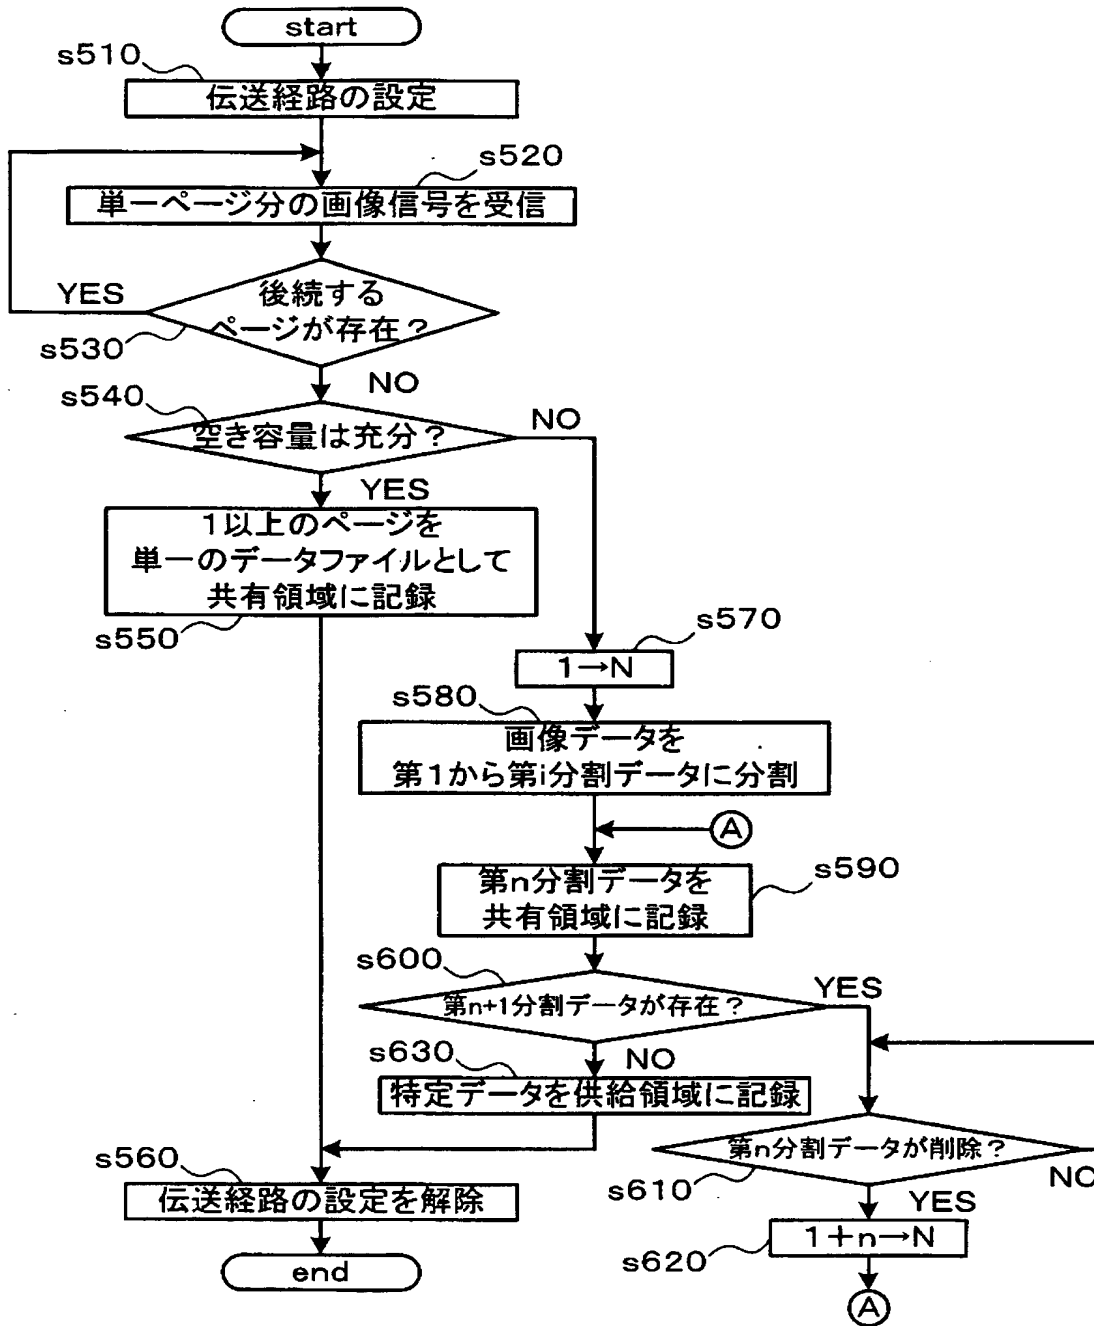 start
s510
伝送経路の設定
s520
単一ページ分の画像信号を受信
YES
後続する
ページが存在?
s530
NO
s540
NO
空き容量は充分?
YES
1以上のページを
単一のデータファイルとして
共有領域に記録
s550
s570
1→N
s580
画像データを
第1から第i分割データに分割
A
s590
第n分割データを
共有領域に記録
s600
YES
第n+1分割データが存在?
s630
NO
特定データを供給領域に記録
第n分割データが削除?
s560
s610
NO
伝送経路の設定を解除
YES
s620
1+n→N
end
A